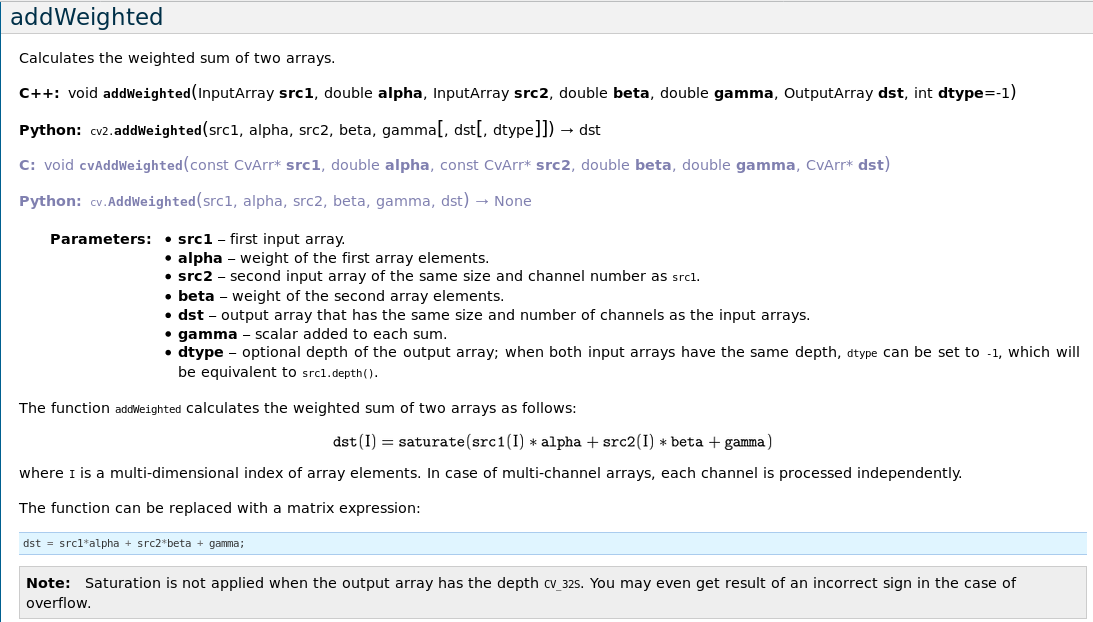 addWeighted
Calculates the weighted sum of two arrays.
C++: void addWeighted(InputArray src1, double alpha, InputArray src2, double beta, double gamma, OutputArray dst, int dtype=-1)
Python: cv2.addWeighted(src1, alpha, src2, beta, gamma[, dst[, dtype]]) → dst
C: void cvAddWeighted(const CvArr* src1, double alpha, const CvArr* src2, double beta, double gamma, CvArr* dst)
Python: cv.AddWeighted(src1, alpha, src2, beta, gamma, dst) → None
Parameters: • src1 – first input array.
• alpha – weight of the first array elements.
• src2 – second input array of the same size and channel number as src1.
• beta – weight of the second array elements.
• dst – output array that has the same size and number of channels as the input arrays.
• gamma – scalar added to each sum.
• dtype – optional depth of the output array; when both input arrays have the same depth, dtype can be set to -1, which will
be equivalent to src1.depth().
The function addWeighted calculates the weighted sum of two arrays as follows:
dst(I) = saturate(src1(I) * alpha + src2(I) * beta + gamma)
where I is a multi-dimensional index of array elements. In case of multi-channel arrays, each channel is processed independently.
The function can be replaced with a matrix expression:
dst = src1*alpha + src2*beta + gamma;
Note: Saturation is not applied when the output array has the depth CV_32S. You may even get result of an incorrect sign in the case of
overflow.